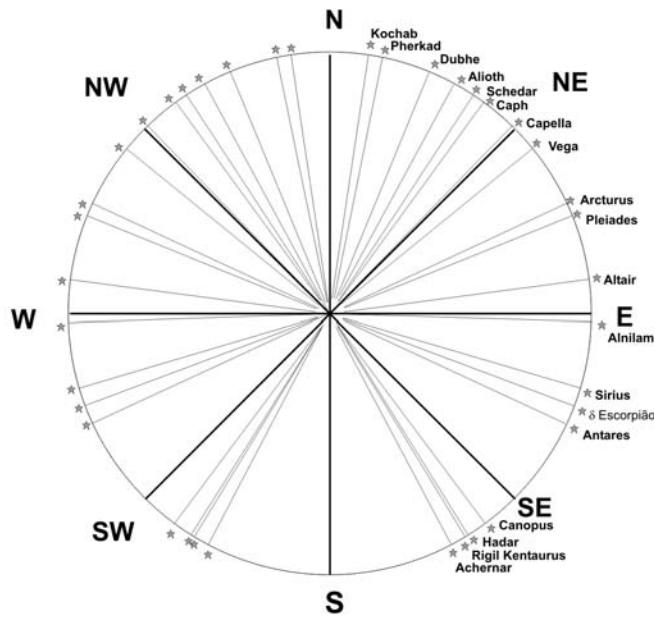 N
Kochab
Pherkad
Dubhe
Alioth
NW
NE
Schedar
Caph
Capella
Vega
Arcturus
Pleiades
Altair
W
E
Alnilam
Sirius
δ Escorpião
Antares
SW
SE
Canopus
Hadar
Rigil Kentaurus
Achernar
S